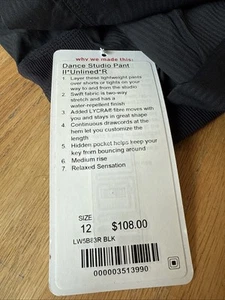 why we made this:
Dance Studio Pant
II*Unlined*R
1. Layer these lightweight pants
over shorts or tights on your
way to and from the studio
2. Swift fabric is two-way
stretch and has a
water-repellent finish
3. Added LYCRA® fibre moves with
you and stays in great shape
4. Continuous drawcords at the
hem let you customize the
length
5. Hidden pocket helps keep your
key from bouncing around
6. Medium rise
7. Relaxed Sensation
SIZE
12 $108.00
LW5B83R BLK
000003513990